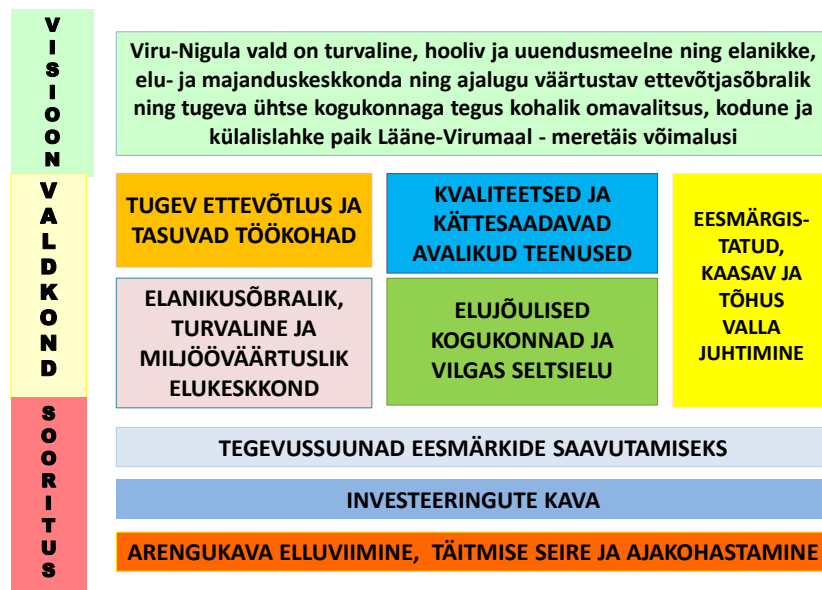 VISIOON
Viru-Nigula vald on turvaline, hooliv ja uuendusmeelne ning elanikke,
elu- ja majanduskeskkonda ning ajalugu väärtustav ettevõtjasõbralik
ning tugeva ühtse kogukonnaga tegus kohalik omavalitsus, kodune ja
külalislahke paik Lääne-Virumaal - meretäis võimalusi
VALDKOND
TUGEV ETTEVÕTLUS JA
TASUVAD TÖÖKOHAD
KVALITEETSED JA
KÄTTESAADAVAD
AVALIKUD TEENUSED
EESMÄRGIS-
TATUD,
KAASAV JA
TÕHUS
VALLA
JUHTIMINE
ELANIKUSÕBRALIK,
TURVALINE JA
MILJÖÖVÄÄRTUSLIK
ELUKESKKOND
ELUJÕULISED
KOGUKONNAD JA
VILGAS SELTSIELU
SOORITUS
TEGEVUSSUUNAD EESMÄRKIDE SAAVUTAMISEKS
INVESTEERINGUTE KAVA
ARENGUKAVA ELLUVIIMINE, TÄITMISE SEIRE JA AJAKOHASTAMINE